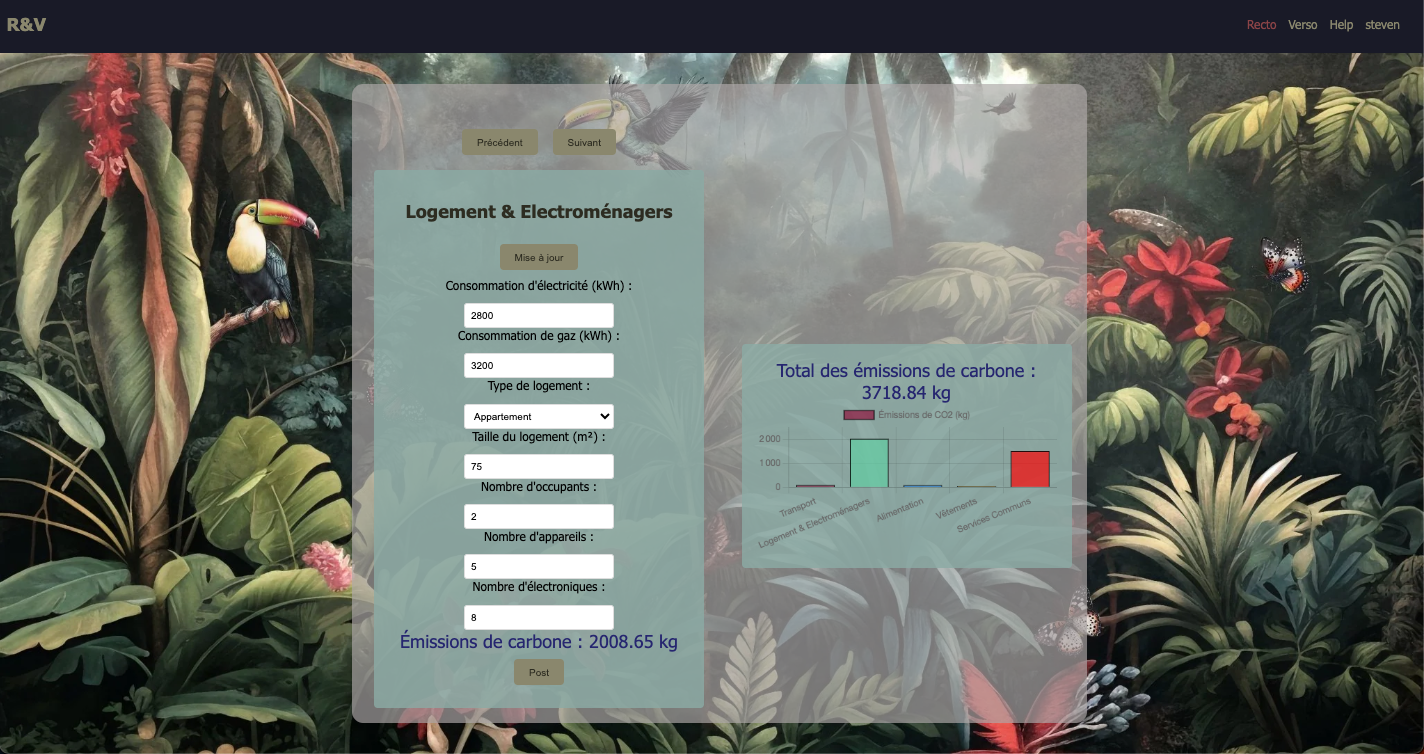 R&V
Recto Verso Help steven
Précédent Suivant
Logement & Electroménagers
Mise à jour
Consommation d'électricité (kWh) :
2800
Consommation de gaz (kWh) :
3200
Type de logement :
Appartement
Taille du logement (m²) :
75
Nombre d'occupants :
2
Nombre d'appareils :
5
Nombre d'électroniques :
8
Émissions de carbone : 2008.65 kg
Post
Total des émissions de carbone :
3718.84 kg
Émissions de CO2 (kg)
2 000
1 000
0
Transport
Logement & Electroménagers
Alimentation
Vêtements
Services Communs